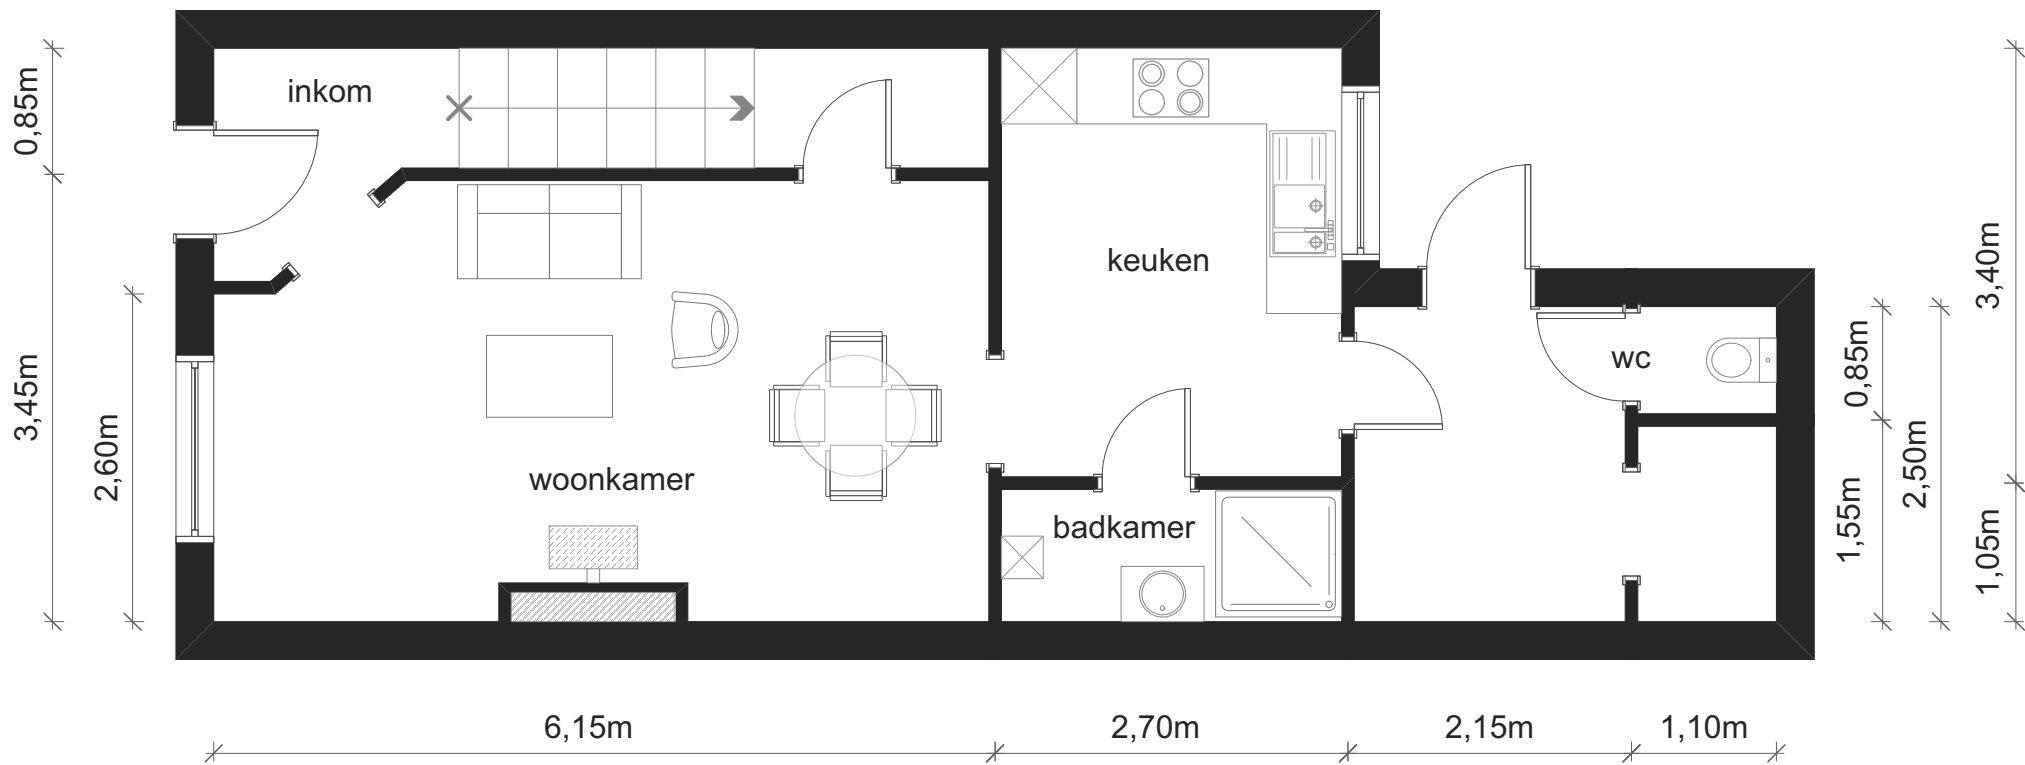 inkom
0,85m
3,45m
2,60m
woonkamer
keuken
badkamer
wc
0,85m
1,55m
2,50m
3,40m
1,05m
6,15m
2,70m
2,15m
1,10m